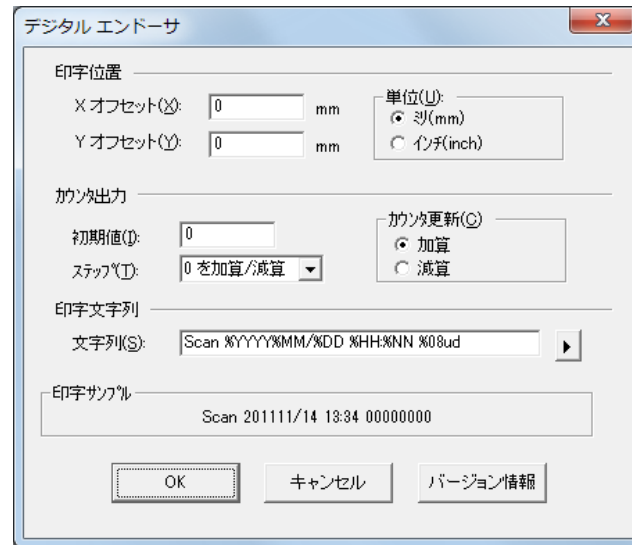 デジタル エンドーサ
印字位置
X オフセット(X): 0 mm
Y オフセット(Y): 0 mm
単位(U):
ミリ(mm)
インチ(inch)
カウンタ出力
初期値(I): 0
ステップ(T): 0 を加算/減算
カウンタ更新(C)
加算
減算
印字文字列
文字列(S): Scan %YYYY%MM/%DD %HH:%NN %08ud
印字サンプル
Scan 201111/14 13:34 00000000
OK キャンセル バージョン情報